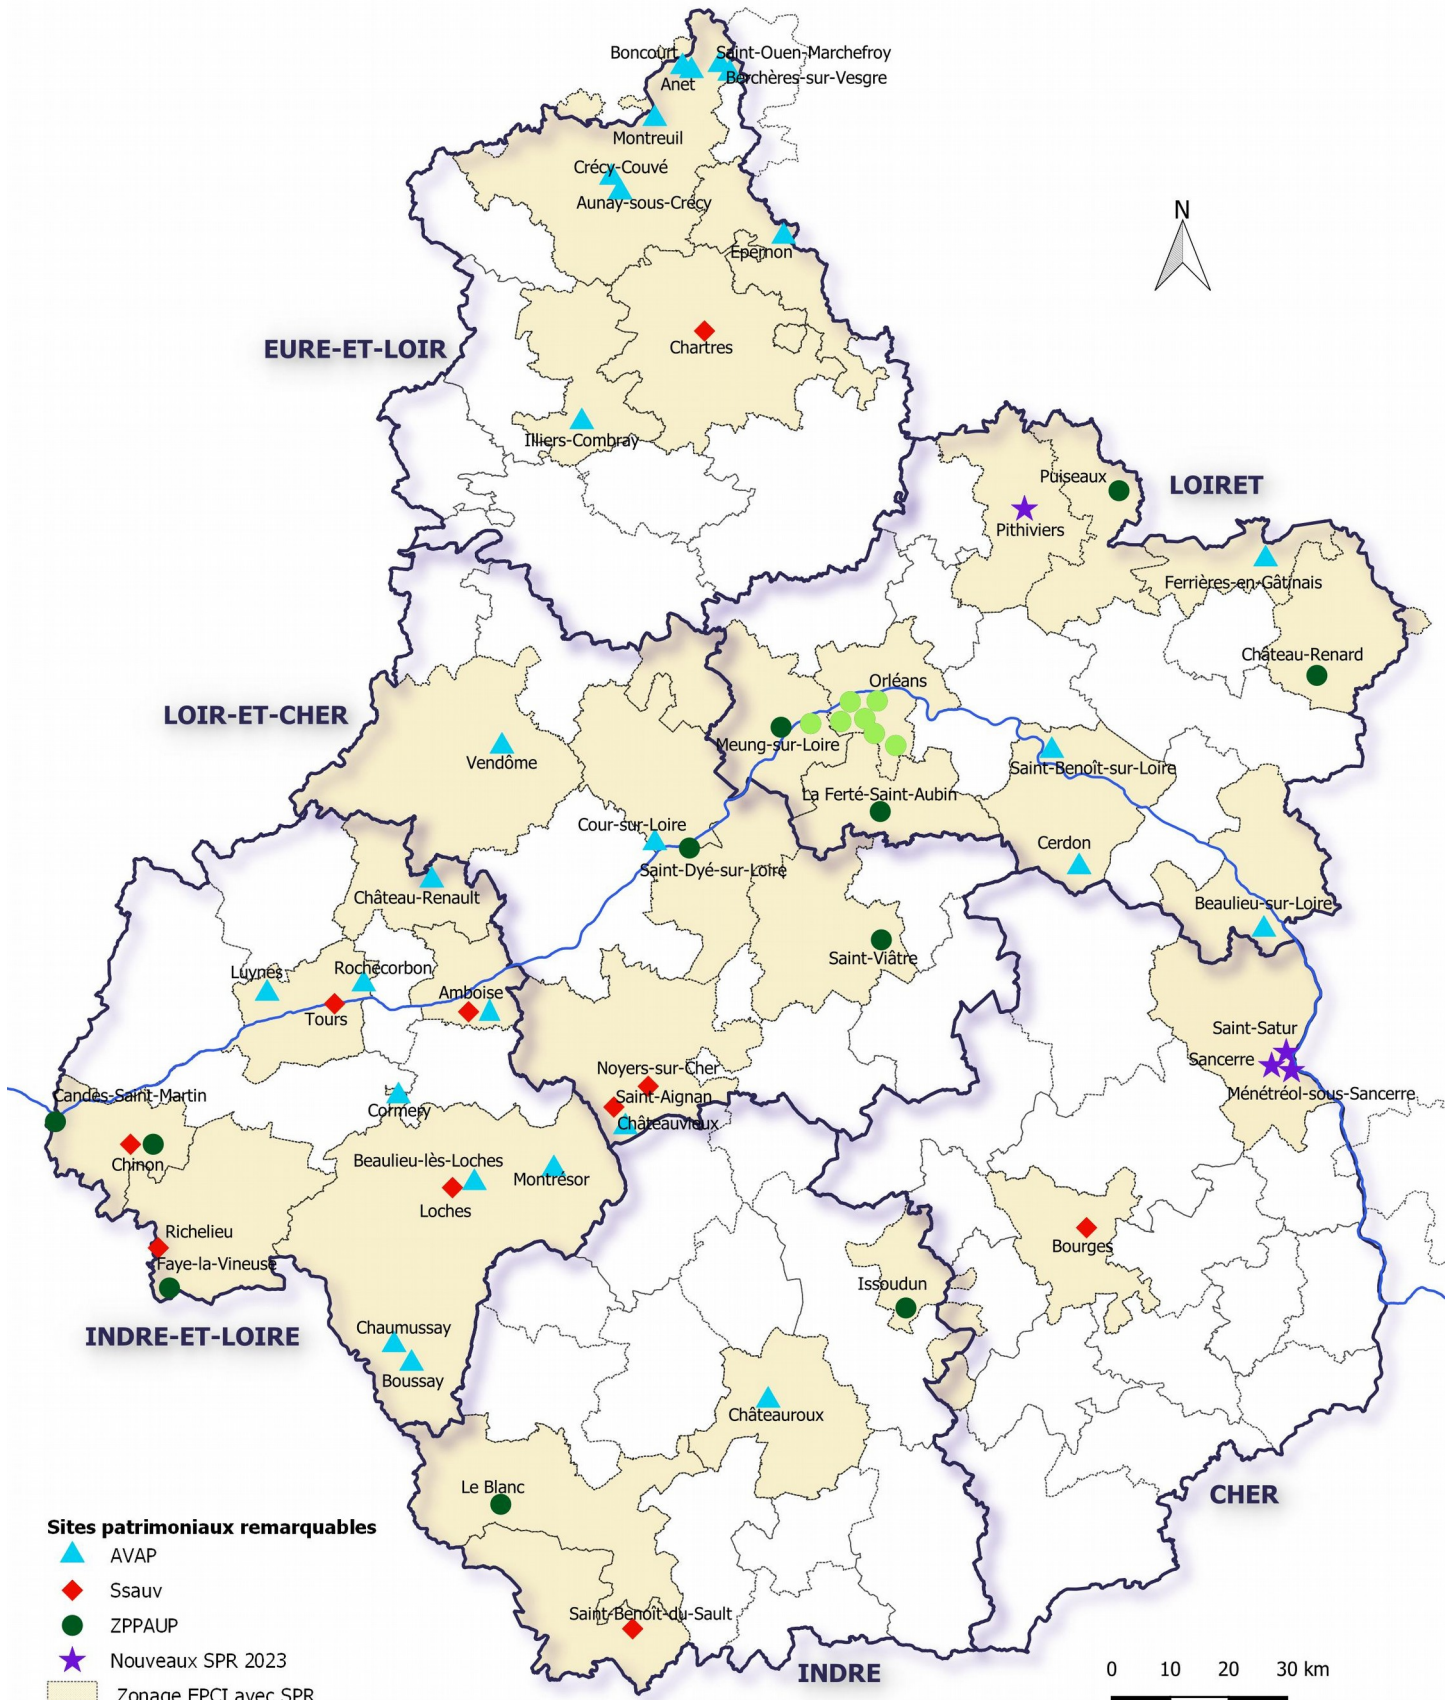 Boncourt
Saint-Ouen-Marchefroy
Anet
Berchères-sur-Vesgre
Montreuil
Crécy-Couvé
Aunay-sous-Crécy
N
Epernon
EURE-ET-LOIR
Chartres
Illiers-Combray
Puiseaux
LOIRET
Pithiviers
Ferrières-en-Gâtinais
Château-Renard
Orléans
LOIR-ET-CHER
Meung-sur-Loire
Vendôme
Saint-Benoît-sur-Loire
La Ferté-Saint-Aubin
Cour-sur-Loire
Cerdon
Saint-Dyé-sur-Loire
Château-Renault
Beaulieu-sur-Loire
Saint-Viâtre
Luynes
Rochecorbon
Amboise
Tours
Saint-Satur
Sancerre
Noyers-sur-Cher
Candes-Saint-Martin
Saint-Aignan
Ménétréol-sous-Sancerre
Cormery
Châteauvieux
Chinon
Beaulieu-lès-Loches
Montrésor
Loches
Richelieu
Bourges
Faye-la-Vineuse
Issoudun
Chaumussay
INDRE-ET-LOIRE
Boussay
Châteauroux
Le Blanc
CHER
Sites patrimoniaux remarquables
AVAP
Ssauv
ZPPAUP
Saint-Benoît-du-Sault
Nouveaux SPR 2023
INDRE
0 10 20 30 km
Zonage EPCI avec SPR